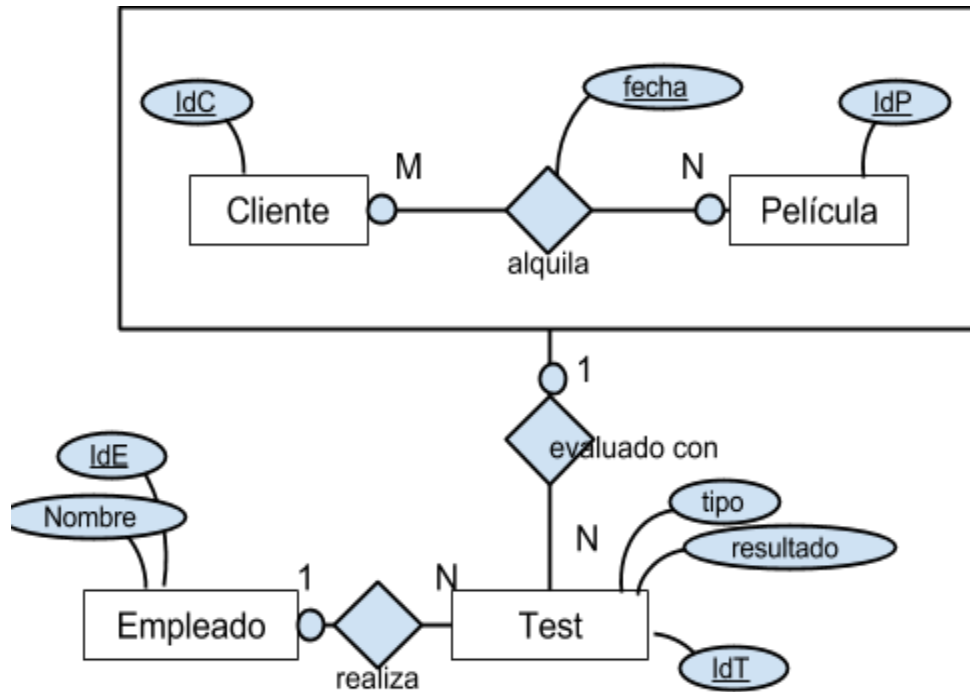 fecha
IdC
IdP
M
N
Cliente
Película
alquila
1
evaluado con
IdE
tipo
Nombre
N
resultado
1
N
Empleado
Test
realiza
IdT